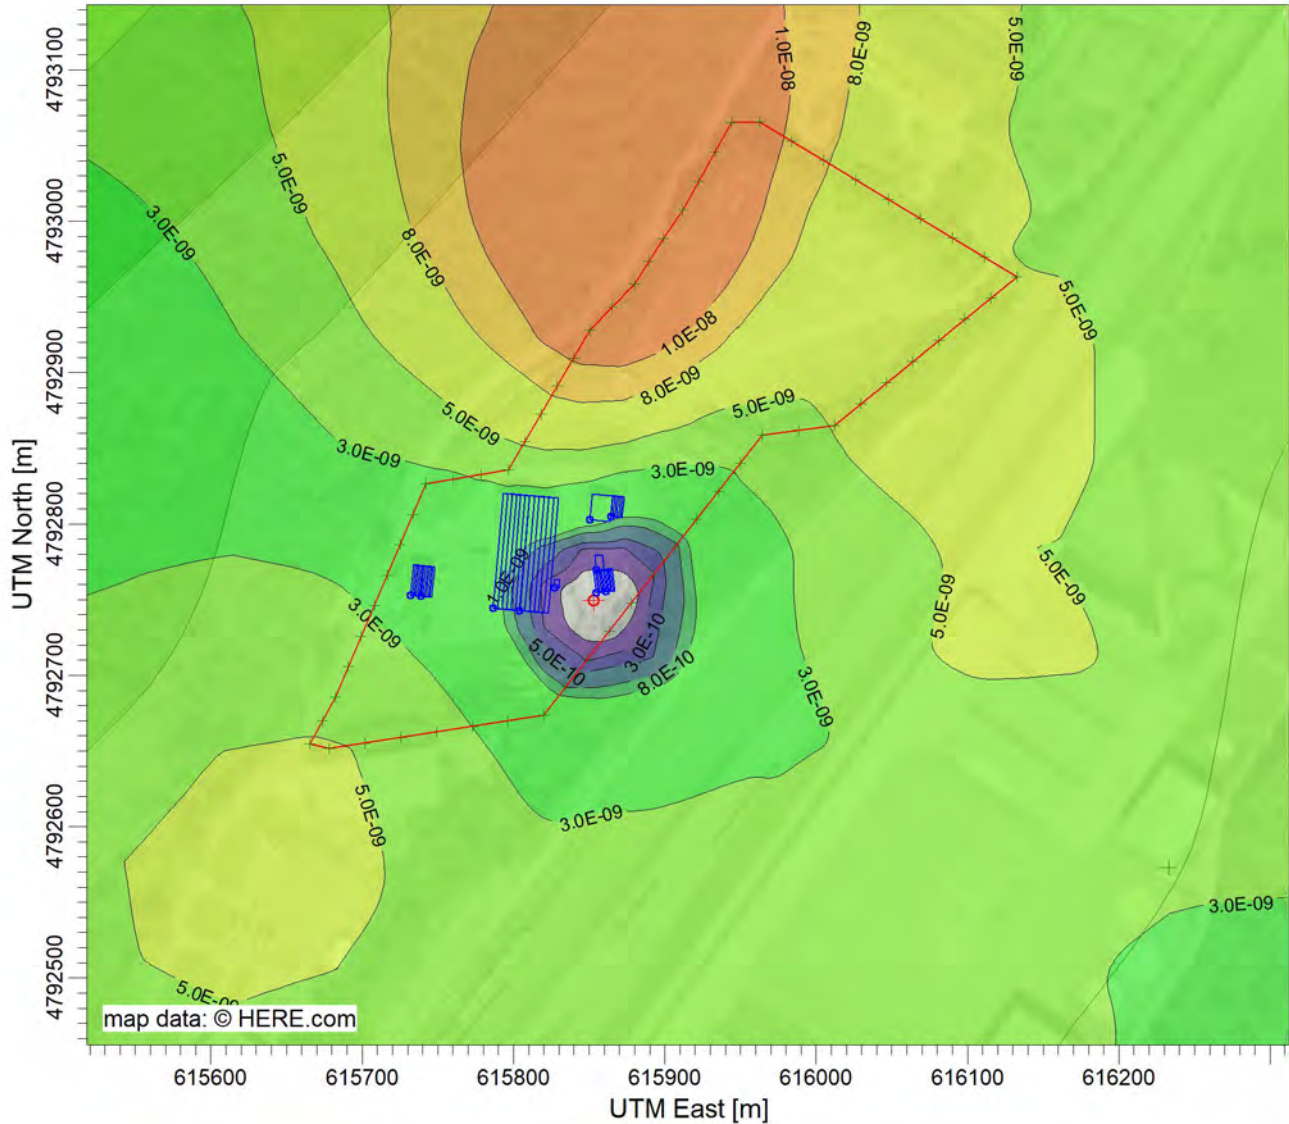 5.0E-09
1.0E-08
8.0E-09
4793100
5.0E-09
3.0E-09
4793000
8.0E-09
5.0E-09
1.0E-08
4792900
8.0E-09
5.0E-09
5.0E-09
3.0E-09
3.0E-09
UTM North [m]
4792800
1.0E-09
5.0E-09
5.0E-09
3.0E-09
3.0E-10
5.0E-10
8.0E-10
4792700
3.0E-09
5.0E-09
3.0E-09
4792600
3.0E-09
4792500
5.0E-09
map data: © HERE.com
615600 615700 615800 615900 616000 616100 616200
UTM East [m]